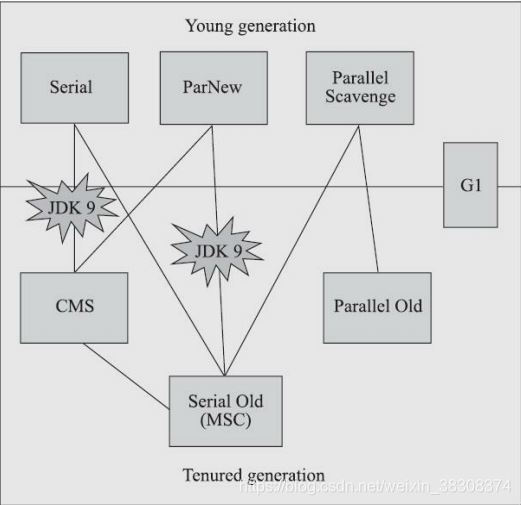 Young generation
Serial
ParNew
Parallel
Scavenge
G1
JDK 9
JDK 9
CMS
Parallel Old
Serial Old
(MSC)
Tenured generation
https://blog.csdn.net/weixin_38308374